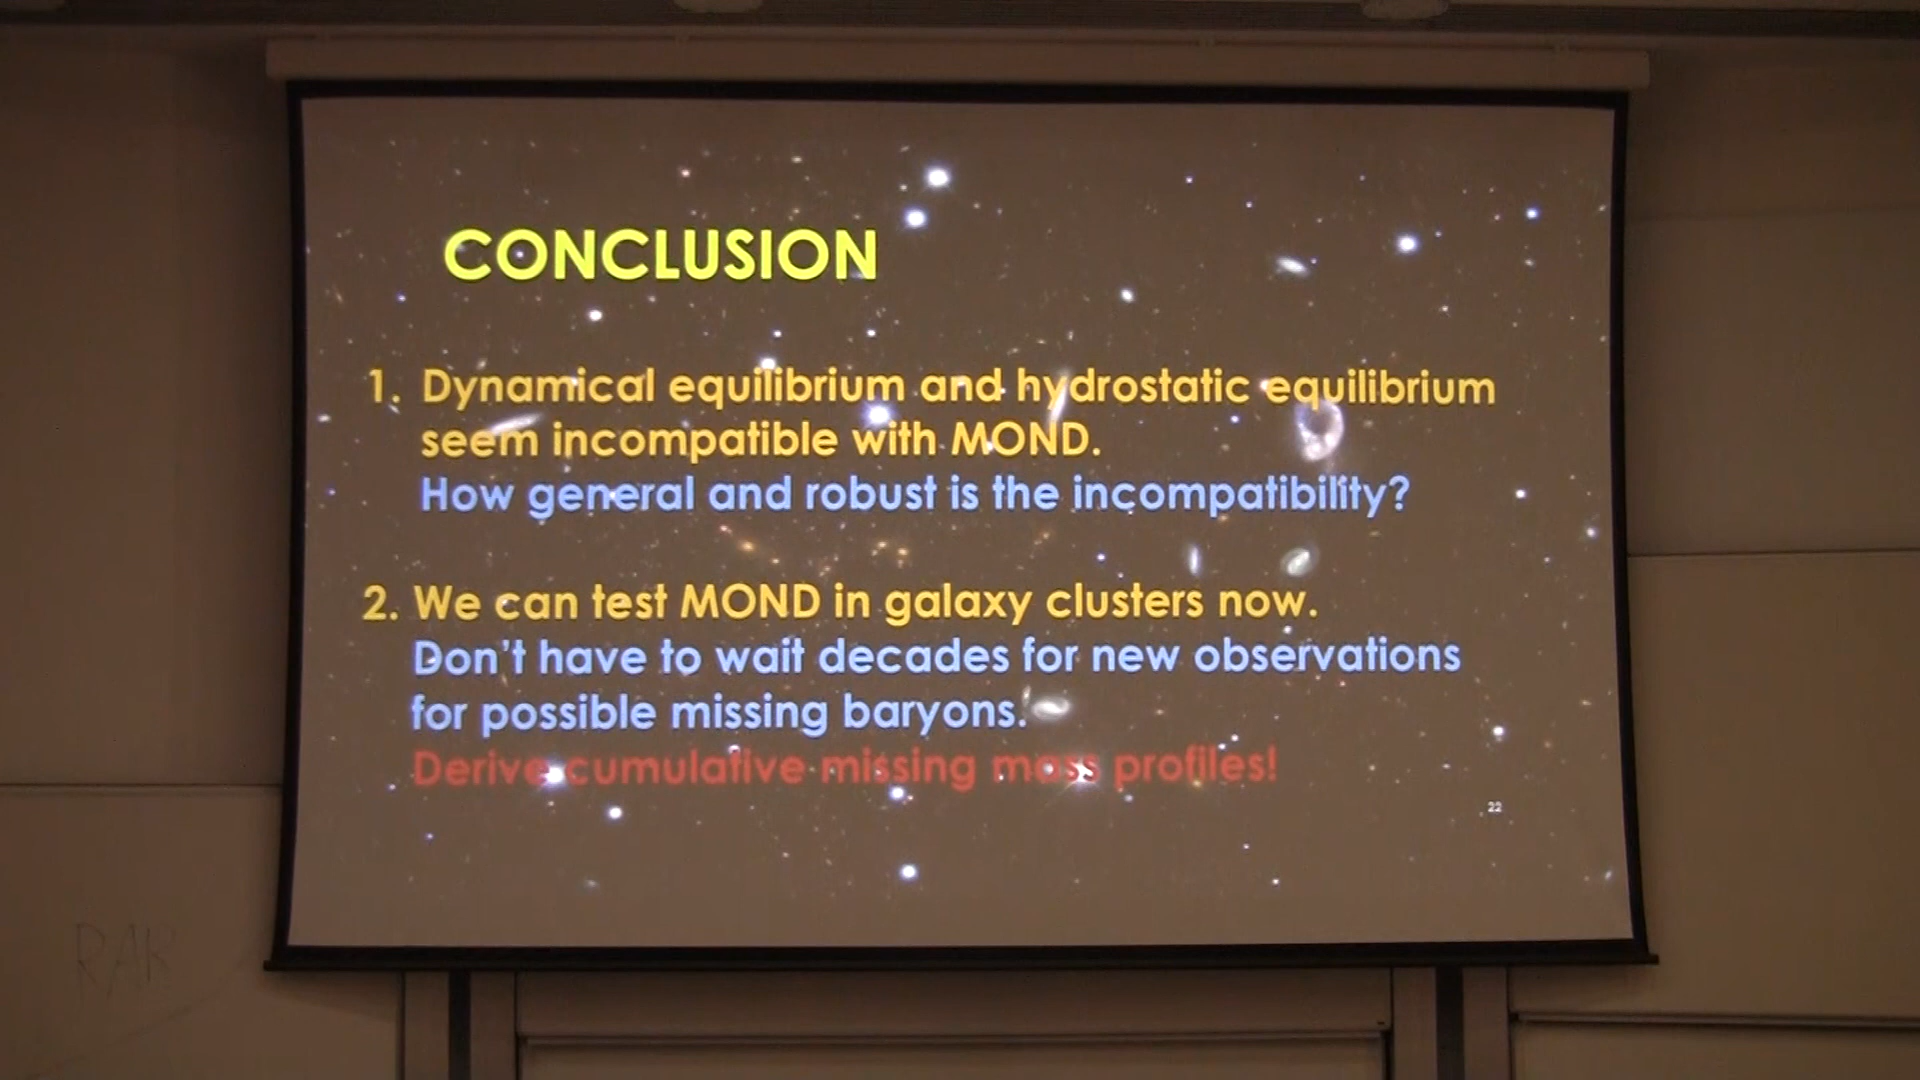 CONCLUSION
1. Dynamical equilibrium and hydrostatic equilibrium
seem incompatible with MOND.
How general and robust is the incompatibility?
2. We can test MOND in galaxy clusters now.
Don't have to wait decades for new observations
for possible missing baryons.
Derive cumulative missing mass profiles!
22
RAR